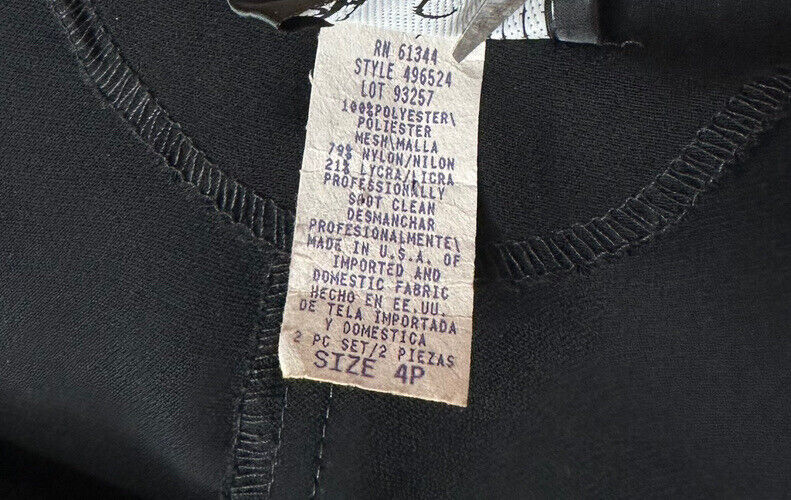 RN 61344
STYLE 496524
LOT 93257
100%POLYESTER\
POLIESTER
MESH\MALLA
79% NYLON/NILON
21% LYCRA/LICRA
PROFESSIONALLY
SPOT CLEAN
DESMANCHAR
PROFESIONALMENTE\
MADE IN U.S.A. OF
IMPORTED AND
DOMESTIC FABRIC
HECHO EN EE.UU.
DE TELA IMPORTADA
Y DOMESTICA
2 PC SET/2 PIEZAS
SIZE 4P